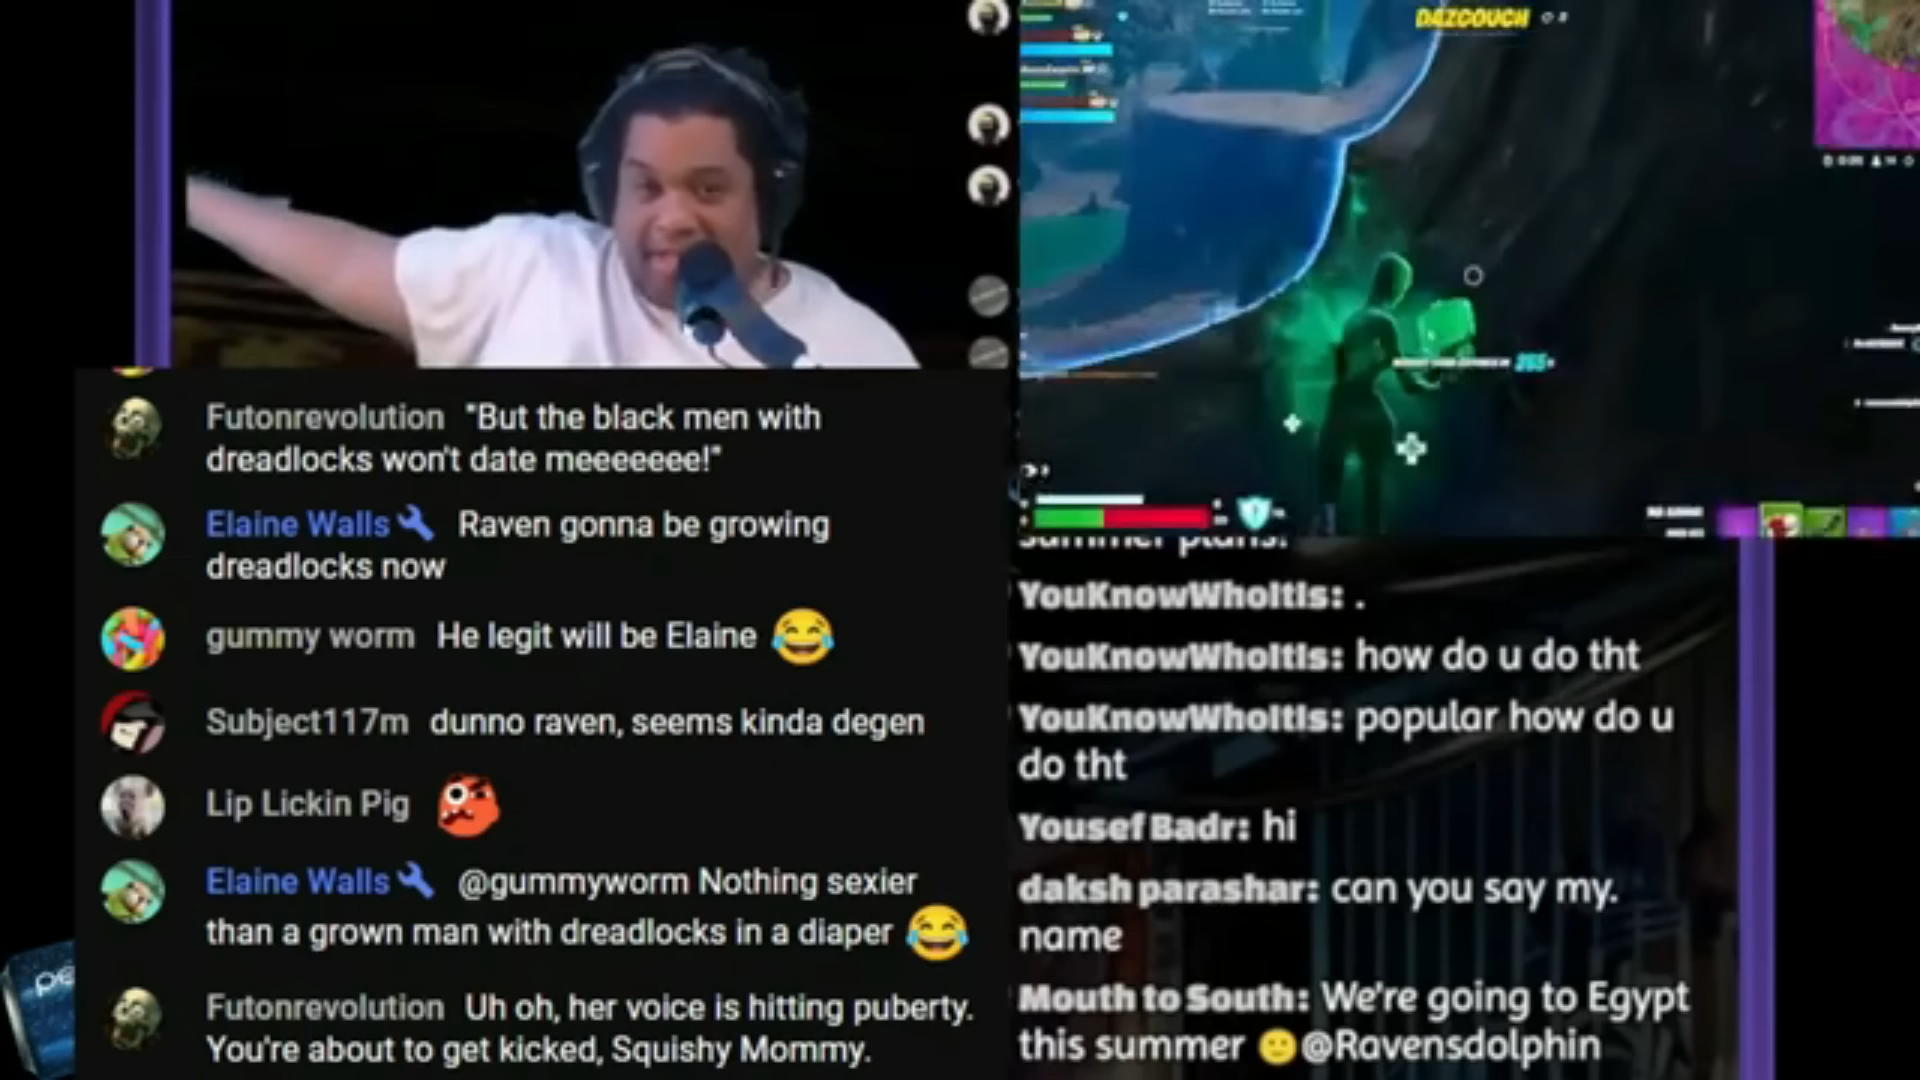 DAZCOUCH
Futonrevolution "But the black men with
dreadlocks won't date meeeeeee!"
Elaine Walls Raven gonna be growing
dreadlocks now
gummy worm He legit will be Elaine 😂
Subject117m dunno raven, seems kinda degen
Lip Lickin Pig
Elaine Walls @gummyworm Nothing sexier
than a grown man with dreadlocks in a diaper 😂
Futonrevolution Uh oh, her voice is hitting puberty.
You're about to get kicked, Squishy Mommy.
summer plans.
YouKnowWhoItIs: .
YouKnowWhoItIs: how do u do tht
YouKnowWhoItIs: popular how do u
do tht
Yousef Badr: hi
daksh parashar: can you say my.
name
Mouth to South: We're going to Egypt
this summer 🙂@Ravensdolphin